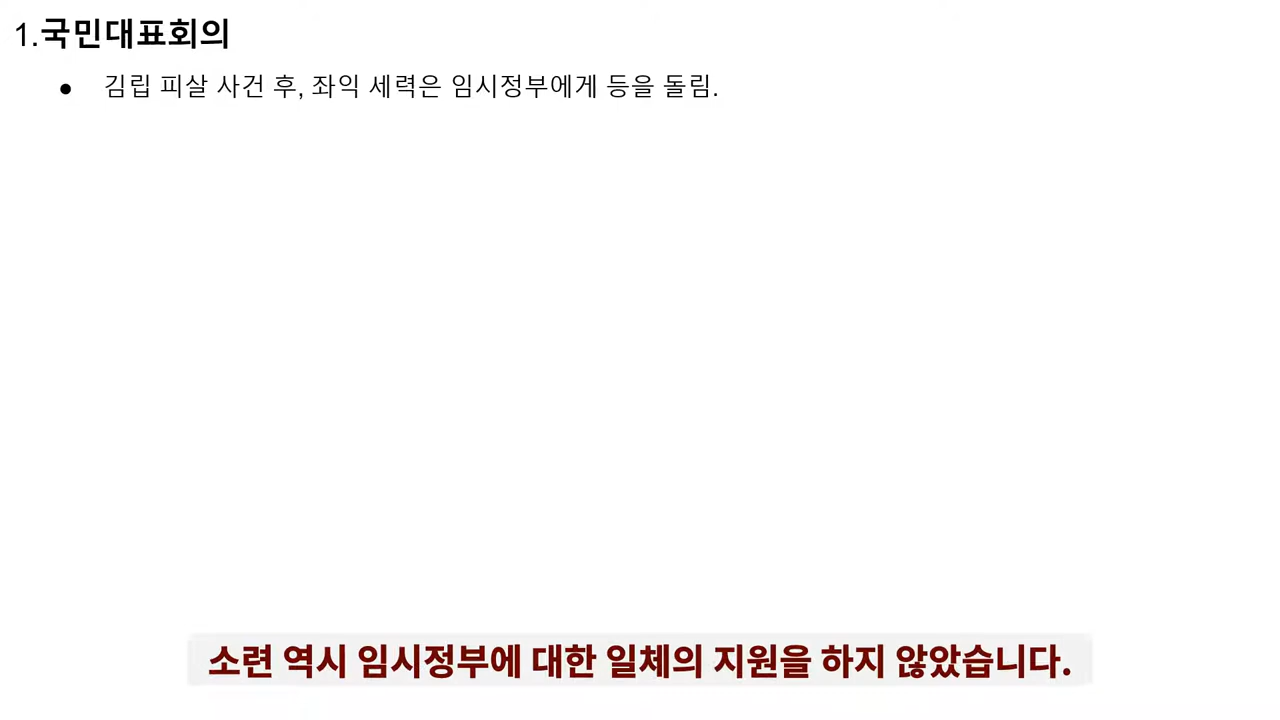 1.국민대표회의
● 김립 피살 사건 후, 좌익 세력은 임시정부에게 등을 돌림.
소련 역시 임시정부에 대한 일체의 지원을 하지 않았습니다.